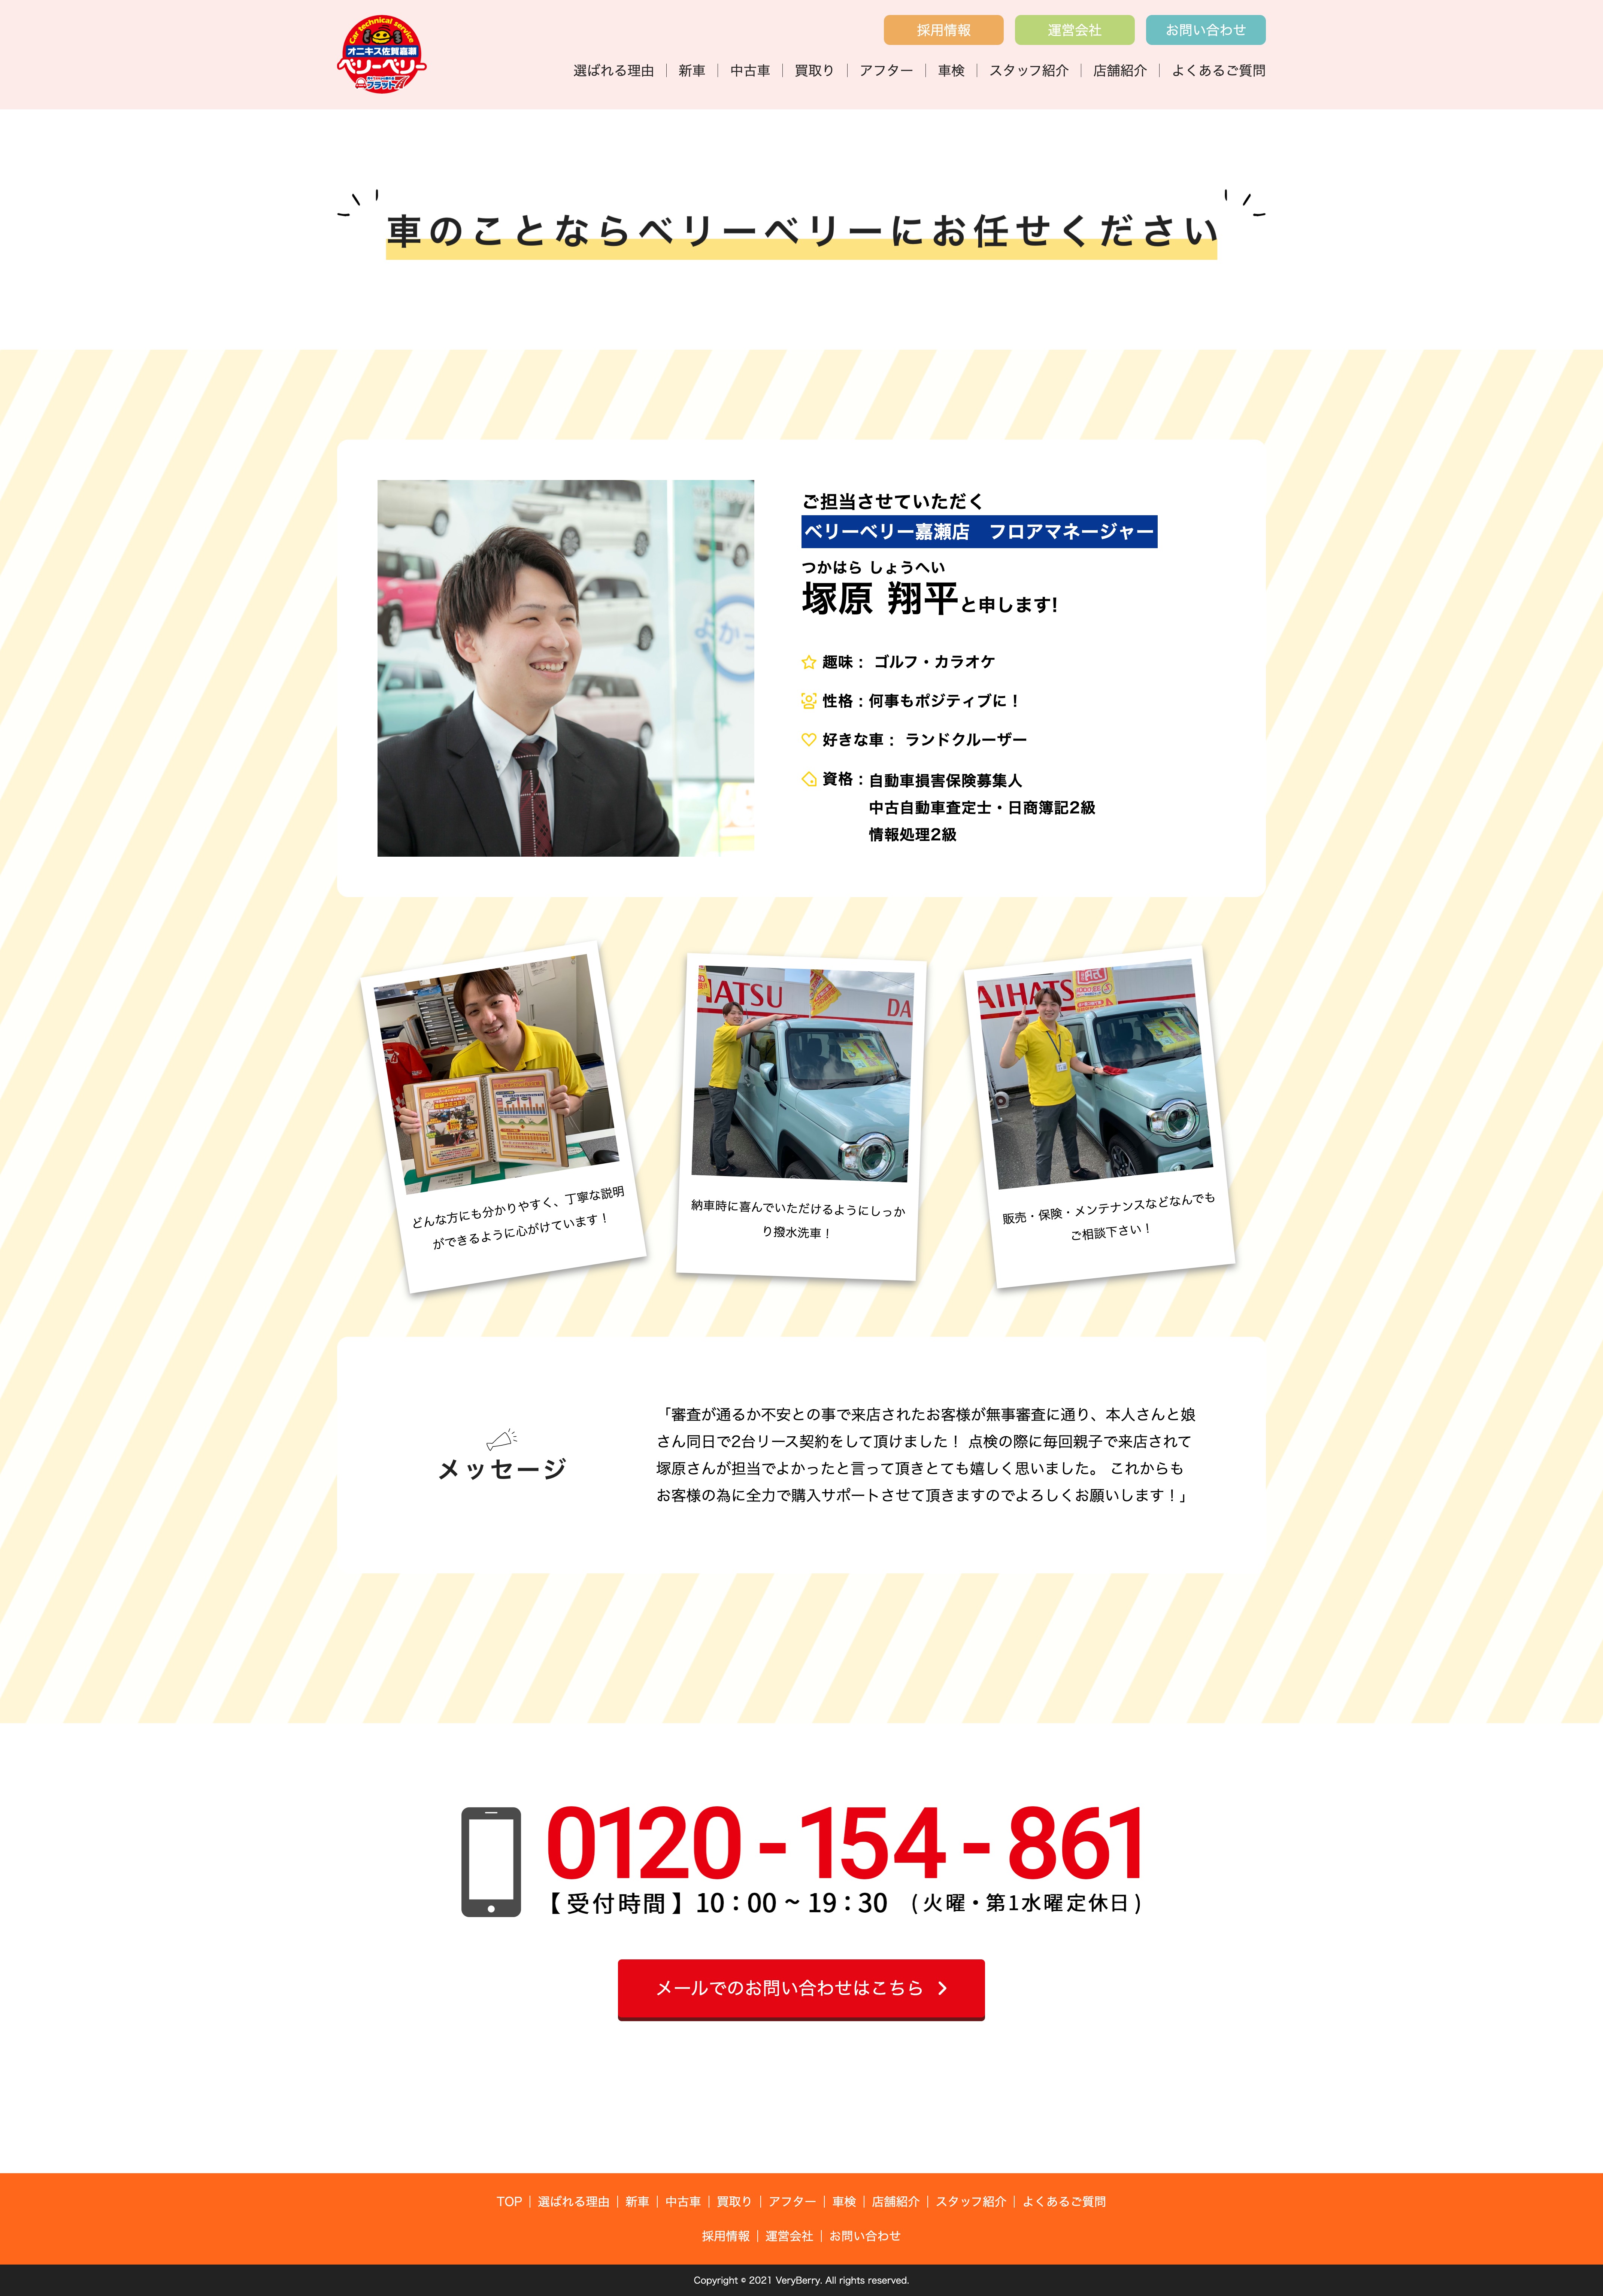 Car technical service
オニキス佐賀嘉瀬
ベリーベリー
フラット7
採用情報
運営会社
お問い合わせ
選ばれる理由
新車
中古車
買取り
アフター
車検
スタッフ紹介
店舗紹介
よくあるご質問
車のことならベリーベリーにお任せください
ご担当させていただく
ベリーベリー嘉瀬店　フロアマネージャー
つかはら しょうへい
塚原 翔平と申します!
趣味： ゴルフ・カラオケ
性格：何事もポジティブに！
好きな車： ランドクルーザー
資格：自動車損害保険募集人
中古自動車査定士・日商簿記2級
情報処理2級
どんな方にも分かりやすく、丁寧な説明
ができるように心がけています！
HATSU
DA
納車時に喜んでいただけるようにしっか
り撥水洗車！
AIHATS
販売・保険・メンテナンスなどなんでも
ご相談下さい！
メッセージ
「審査が通るか不安との事で来店されたお客様が無事審査に通り、本人さんと娘
さん同日で2台リース契約をして頂けました！ 点検の際に毎回親子で来店されて
塚原さんが担当でよかったと言って頂きとても嬉しく思いました。 これからも
お客様の為に全力で購入サポートさせて頂きますのでよろしくお願いします！」
0120-154-861
【受付時間】10：00～19：30 （火曜・第1水曜定休日）
メールでのお問い合わせはこちら
TOP
選ばれる理由
新車
中古車
買取り
アフター
車検
店舗紹介
スタッフ紹介
よくあるご質問
採用情報
運営会社
お問い合わせ
Copyright © 2021 VeryBerry. All rights reserved.